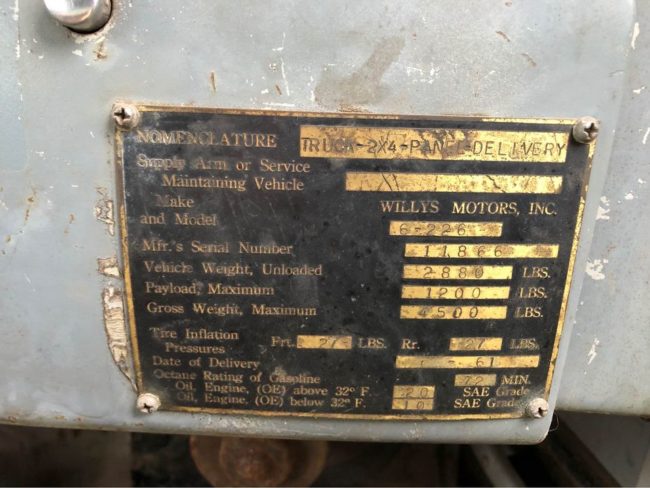 NOMENCLATURE TRUCK-2X4-PANEL-DELIVERY
Supply Arm or Service
Maintaining Vehicle
Make WILLYS MOTORS, INC.
and Model 6-226
Mfr.'s Serial Number 11866
Vehicle Weight, Unloaded 2880 LBS.
Payload, Maximum 1200 LBS.
Gross Weight, Maximum 4500 LBS.
Tire Inflation
Pressures Frt. 27 LBS. Rr. 27 LBS.
Date of Delivery - 61
Octane Rating of Gasoline 72 MIN.
Oil, Engine, (OE) above 32° F. 20 SAE Grade
Oil, Engine, (OE) below 32° F. 10 SAE Grade